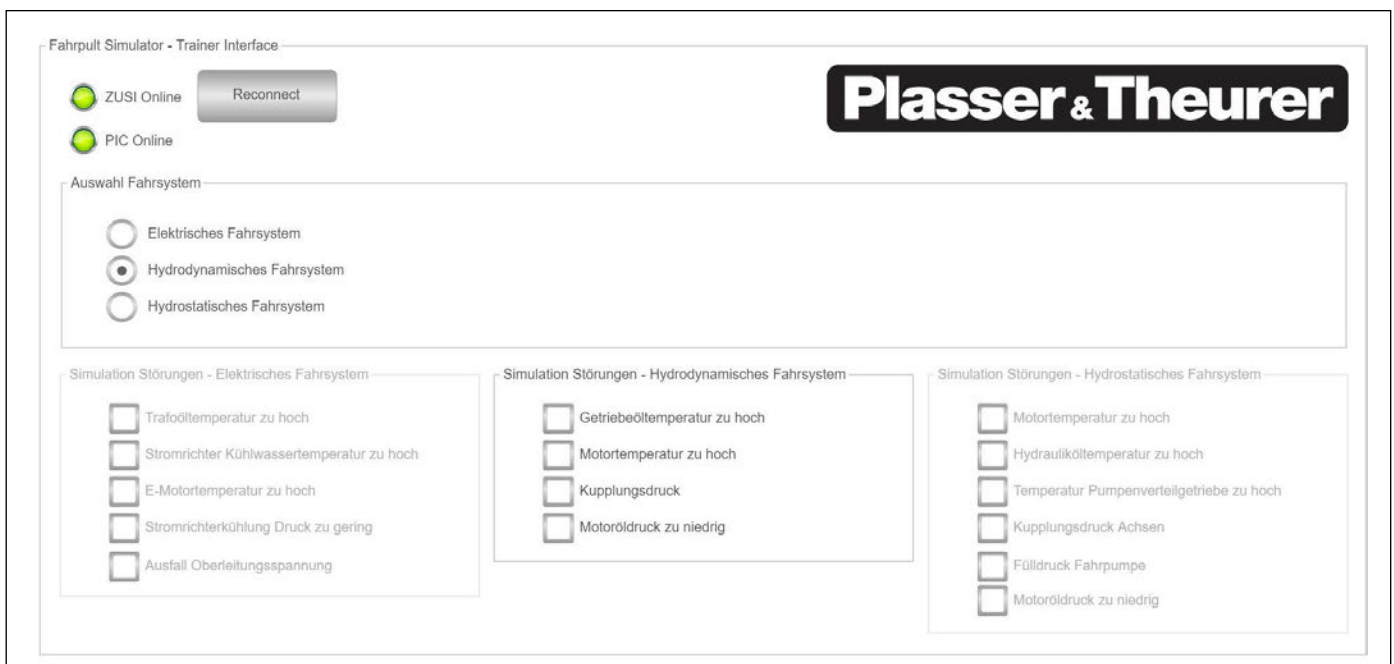 Fahrpult Simulator - Trainer Interface
ZUSI Online
Reconnect
Plasser & Theurer
PIC Online
Auswahl Fahrsystem
Elektrisches Fahrsystem
Hydrodynamisches Fahrsystem
Hydrostatisches Fahrsystem
Simulation Störungen - Elektrisches Fahrsystem
Trafoöltemperatur zu hoch
Stromrichter Kühlwassertemperatur zu hoch
E-Motortemperatur zu hoch
Stromrichterkühlung Druck zu gering
Ausfall Oberleitungsspannung
Simulation Störungen - Hydrodynamisches Fahrsystem
Getriebeöltemperatur zu hoch
Motortemperatur zu hoch
Kupplungsdruck
Motoröldruck zu niedrig
Simulation Störungen - Hydrostatisches Fahrsystem
Motortemperatur zu hoch
Hydrauliköltemperatur zu hoch
Temperatur Pumpenverteilgetriebe zu hoch
Kupplungsdruck Achsen
Fülldruck Fahrpumpe
Motoröldruck zu niedrig